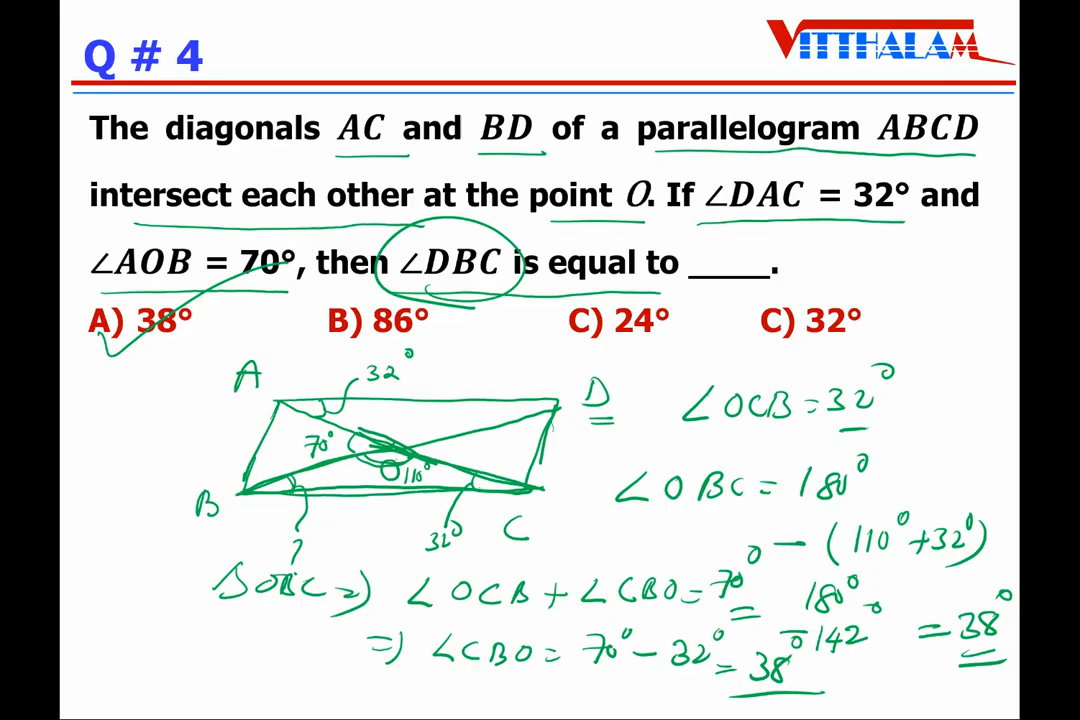 Q # 4
VITTHALAM
The diagonals AC and BD of a parallelogram ABCD
intersect each other at the point O. If ∠DAC = 32° and
∠AOB = 70°, then ∠DBC is equal to _____.
A) 38° B) 86° C) 24° C) 32°
A 32° D
70°
O 110°
B ? 32° C
∠OCB = 32°
∠OBC = 180°
- (110° + 32°)
180°
- 142°
= 38°
△OBC ⇒ ∠OCB + ∠CBO = 70°
⇒ ∠CBO = 70° - 32° = 38°